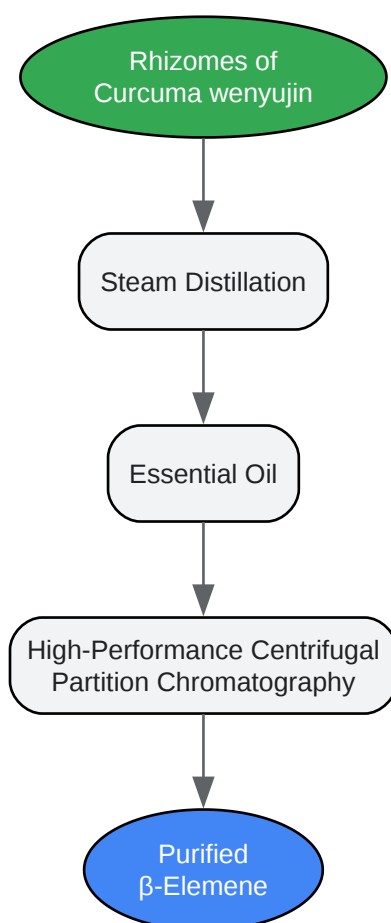 Rhizomes of
Curcuma wenyujin
Steam Distillation
Essential Oil
High-Performance Centrifugal
Partition Chromatography
Purified
β-Elemene